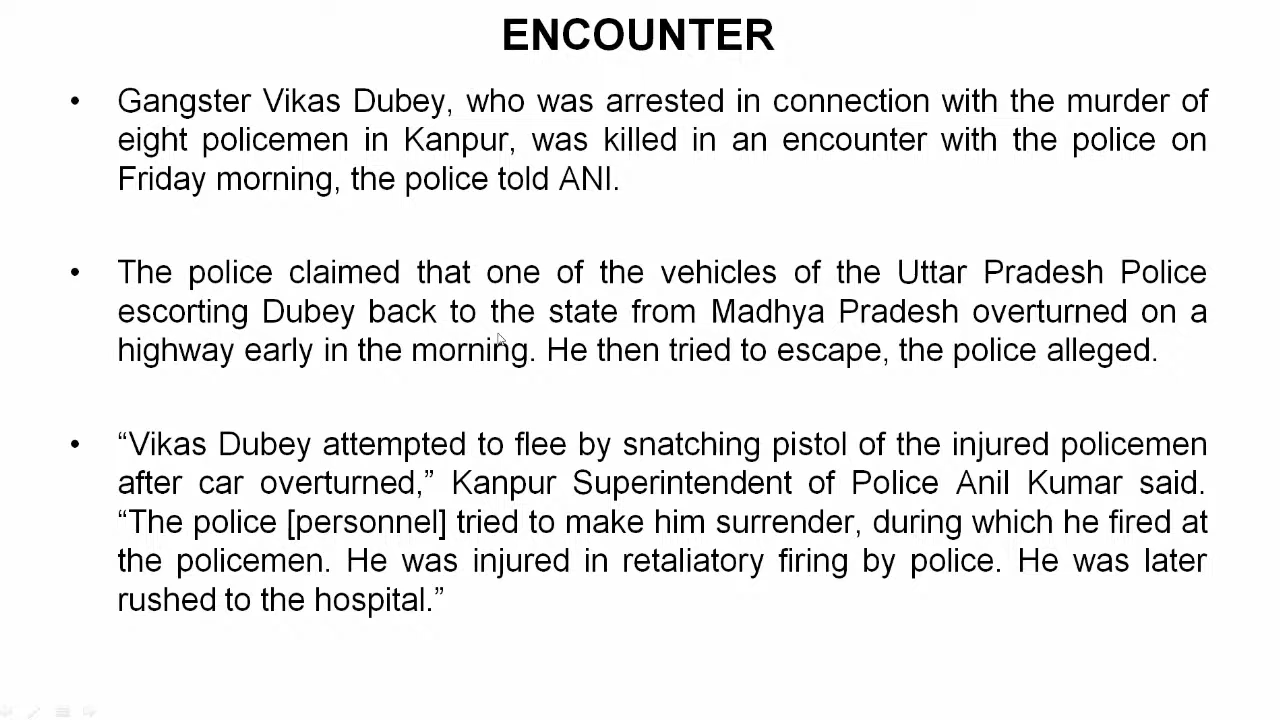 ENCOUNTER
• Gangster Vikas Dubey, who was arrested in connection with the murder of
eight policemen in Kanpur, was killed in an encounter with the police on
Friday morning, the police told ANI.
• The police claimed that one of the vehicles of the Uttar Pradesh Police
escorting Dubey back to the state from Madhya Pradesh overturned on a
highway early in the morning. He then tried to escape, the police alleged.
• “Vikas Dubey attempted to flee by snatching pistol of the injured policemen
after car overturned,” Kanpur Superintendent of Police Anil Kumar said.
“The police [personnel] tried to make him surrender, during which he fired at
the policemen. He was injured in retaliatory firing by police. He was later
rushed to the hospital.”